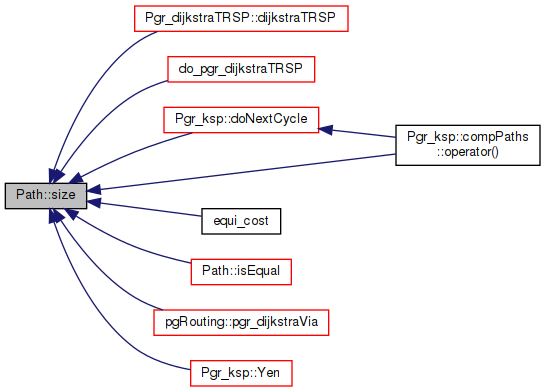 Pgr_dijkstraTRSP::dijkstraTRSP
do_pgr_dijkstraTRSP
Pgr_ksp::doNextCycle
Pgr_ksp::compPaths
::operator()
Path::size
equi_cost
Path::isEqual
pgRouting::pgr_dijkstraVia
Pgr_ksp::Yen